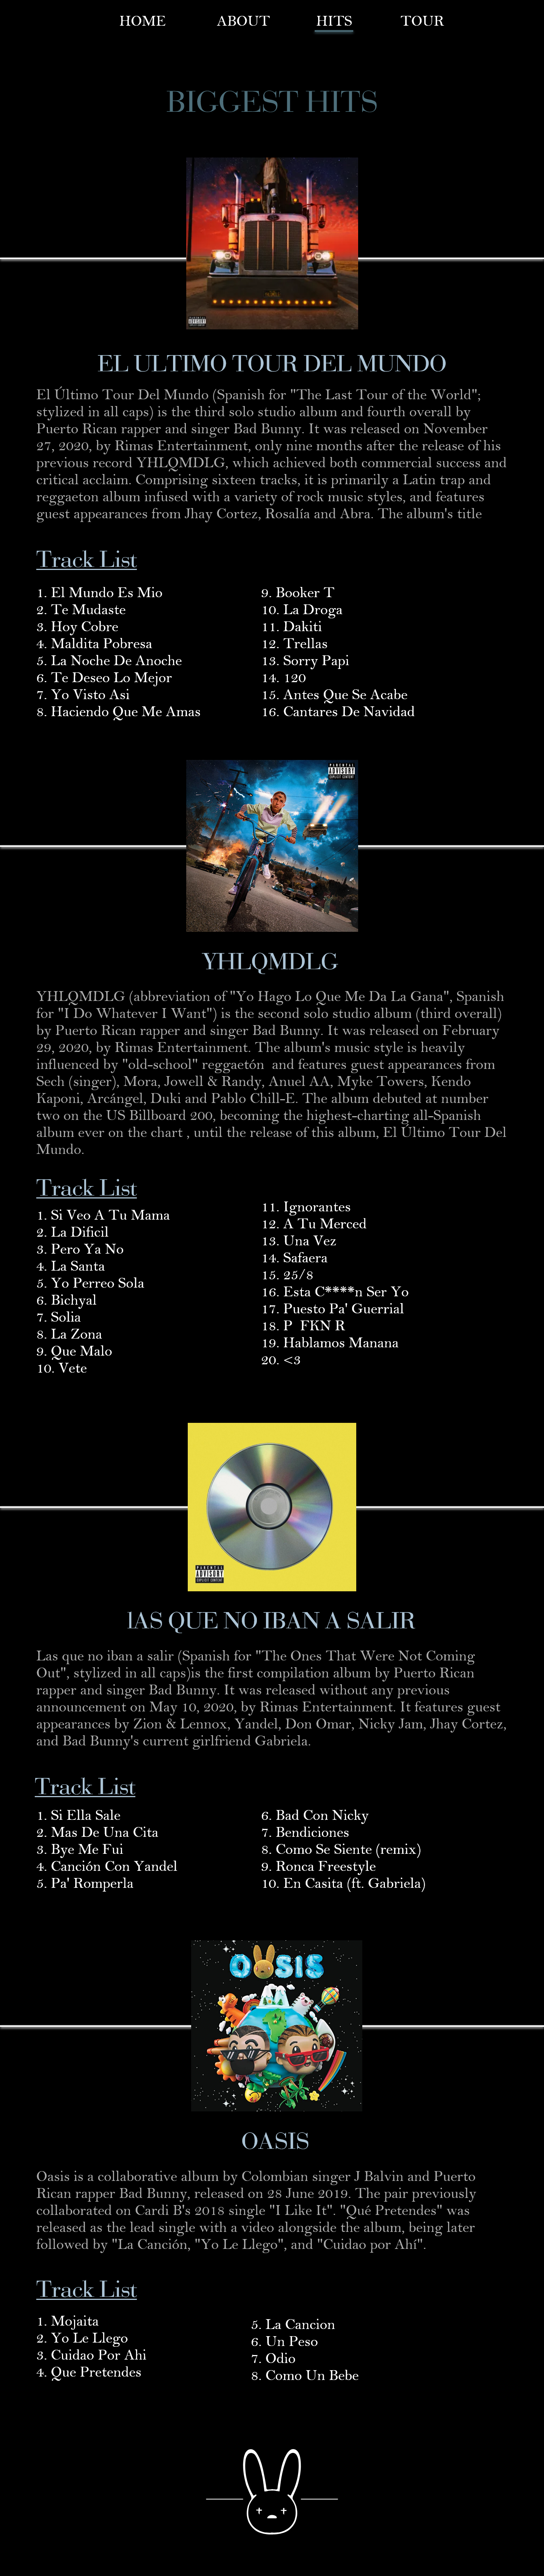 HOME ABOUT HITS TOUR
BIGGEST HITS
EL ULTIMO TOUR DEL MUNDO
El Último Tour Del Mundo (Spanish for "The Last Tour of the World";
stylized in all caps) is the third solo studio album and fourth overall by
Puerto Rican rapper and singer Bad Bunny. It was released on November
27, 2020, by Rimas Entertainment, only nine months after the release of his
previous record YHLQMDLG, which achieved both commercial success and
critical acclaim. Comprising sixteen tracks, it is primarily a Latin trap and
reggaeton album infused with a variety of rock music styles, and features
guest appearances from Jhay Cortez, Rosalía and Abra. The album's title
Track List
1. El Mundo Es Mio
2. Te Mudaste
3. Hoy Cobre
4. Maldita Pobresa
5. La Noche De Anoche
6. Te Deseo Lo Mejor
7. Yo Visto Asi
8. Haciendo Que Me Amas
9. Booker T
10. La Droga
11. Dakiti
12. Trellas
13. Sorry Papi
14. 120
15. Antes Que Se Acabe
16. Cantares De Navidad
PARENTAL
ADVISORY
EXPLICIT CONTENT
YHLQMDLG
YHLQMDLG (abbreviation of "Yo Hago Lo Que Me Da La Gana", Spanish
for "I Do Whatever I Want") is the second solo studio album (third overall)
by Puerto Rican rapper and singer Bad Bunny. It was released on February
29, 2020, by Rimas Entertainment. The album's music style is heavily
influenced by "old-school" reggaetón and features guest appearances from
Sech (singer), Mora, Jowell & Randy, Anuel AA, Myke Towers, Kendo
Kaponi, Arcángel, Duki and Pablo Chill-E. The album debuted at number
two on the US Billboard 200, becoming the highest-charting all-Spanish
album ever on the chart , until the release of this album, El Último Tour Del
Mundo.
Track List
1. Si Veo A Tu Mama
2. La Dificil
3. Pero Ya No
4. La Santa
5. Yo Perreo Sola
6. Bichyal
7. Solia
8. La Zona
9. Que Malo
10. Vete
11. Ignorantes
12. A Tu Merced
13. Una Vez
14. Safaera
15. 25/8
16. Esta C****n Ser Yo
17. Puesto Pa' Guerrial
18. P FKN R
19. Hablamos Manana
20. <3
PARENTAL
ADVISORY
EXPLICIT CONTENT
lAS QUE NO IBAN A SALIR
Las que no iban a salir (Spanish for "The Ones That Were Not Coming
Out", stylized in all caps)is the first compilation album by Puerto Rican
rapper and singer Bad Bunny. It was released without any previous
announcement on May 10, 2020, by Rimas Entertainment. It features guest
appearances by Zion & Lennox, Yandel, Don Omar, Nicky Jam, Jhay Cortez,
and Bad Bunny's current girlfriend Gabriela.
Track List
1. Si Ella Sale
2. Mas De Una Cita
3. Bye Me Fui
4. Canción Con Yandel
5. Pa' Romperla
6. Bad Con Nicky
7. Bendiciones
8. Como Se Siente (remix)
9. Ronca Freestyle
10. En Casita (ft. Gabriela)
OASIS
OASIS
Oasis is a collaborative album by Colombian singer J Balvin and Puerto
Rican rapper Bad Bunny, released on 28 June 2019. The pair previously
collaborated on Cardi B's 2018 single "I Like It". "Qué Pretendes" was
released as the lead single with a video alongside the album, being later
followed by "La Canción, "Yo Le Llego", and "Cuidao por Ahí".
Track List
1. Mojaita
2. Yo Le Llego
3. Cuidao Por Ahi
4. Que Pretendes
5. La Cancion
6. Un Peso
7. Odio
8. Como Un Bebe